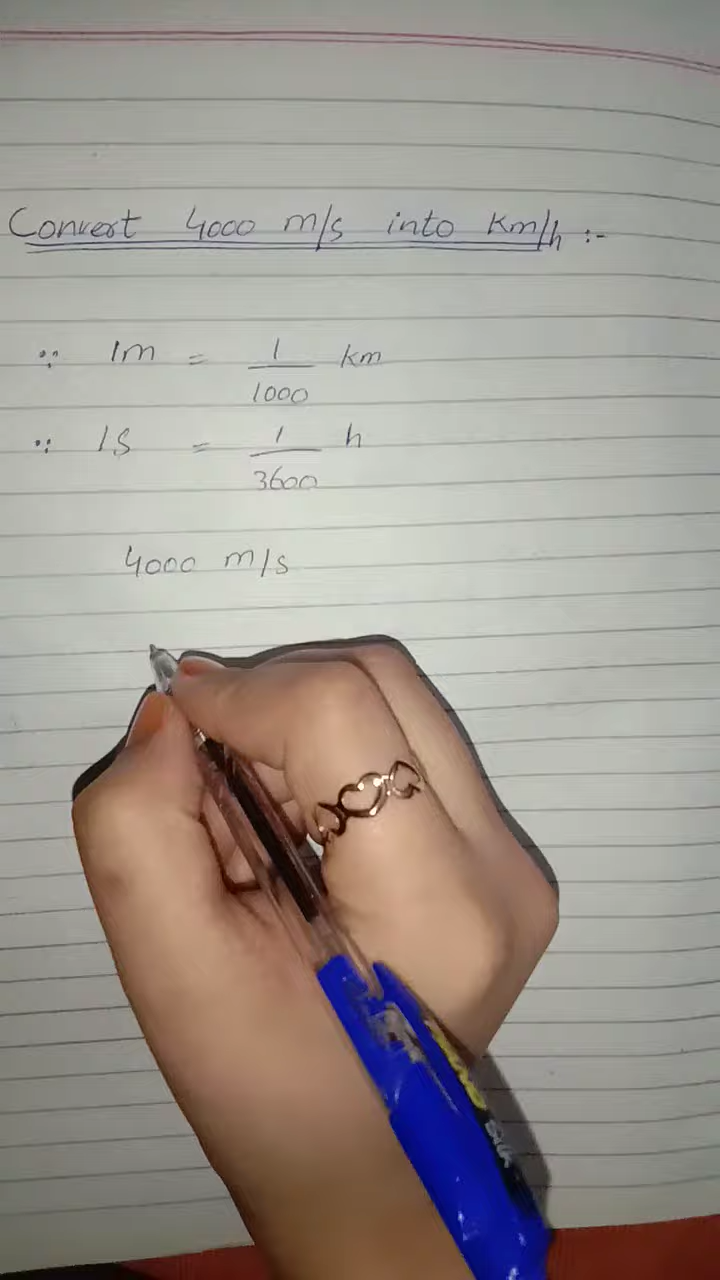 Convert 4000 m/s into Km/h :-
∵ 1m = 1/1000 km
∵ 1s = 1/3600 h
4000 m/s